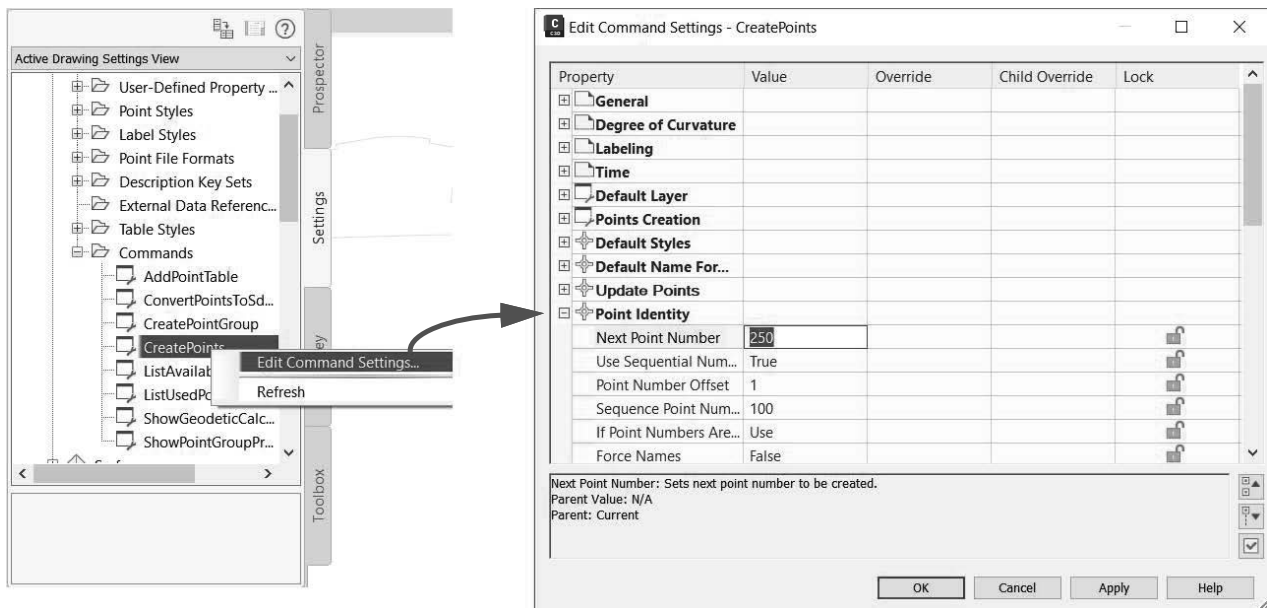 Active Drawing Settings View
User-Defined Property ...
Point Styles
Label Styles
Point File Formats
Description Key Sets
External Data Referenc...
Table Styles
Commands
AddPointTable
ConvertPointsToSd...
CreatePointGroup
CreatePoints
ListAvailab
ListUsedPo
ShowGeodeticCalc...
ShowPointGroupPr...
Edit Command Settings...
Refresh
Prospector
Settings
Toolbox
Edit Command Settings - CreatePoints
Property Value Override Child Override Lock
General
Degree of Curvature
Labeling
Time
Default Layer
Points Creation
Default Styles
Default Name For...
Update Points
Point Identity
Next Point Number 250
Use Sequential Num... True
Point Number Offset 1
Sequence Point Num... 100
If Point Numbers Are... Use
Force Names False
Next Point Number: Sets next point number to be created.
Parent Value: N/A
Parent: Current
OK Cancel Apply Help